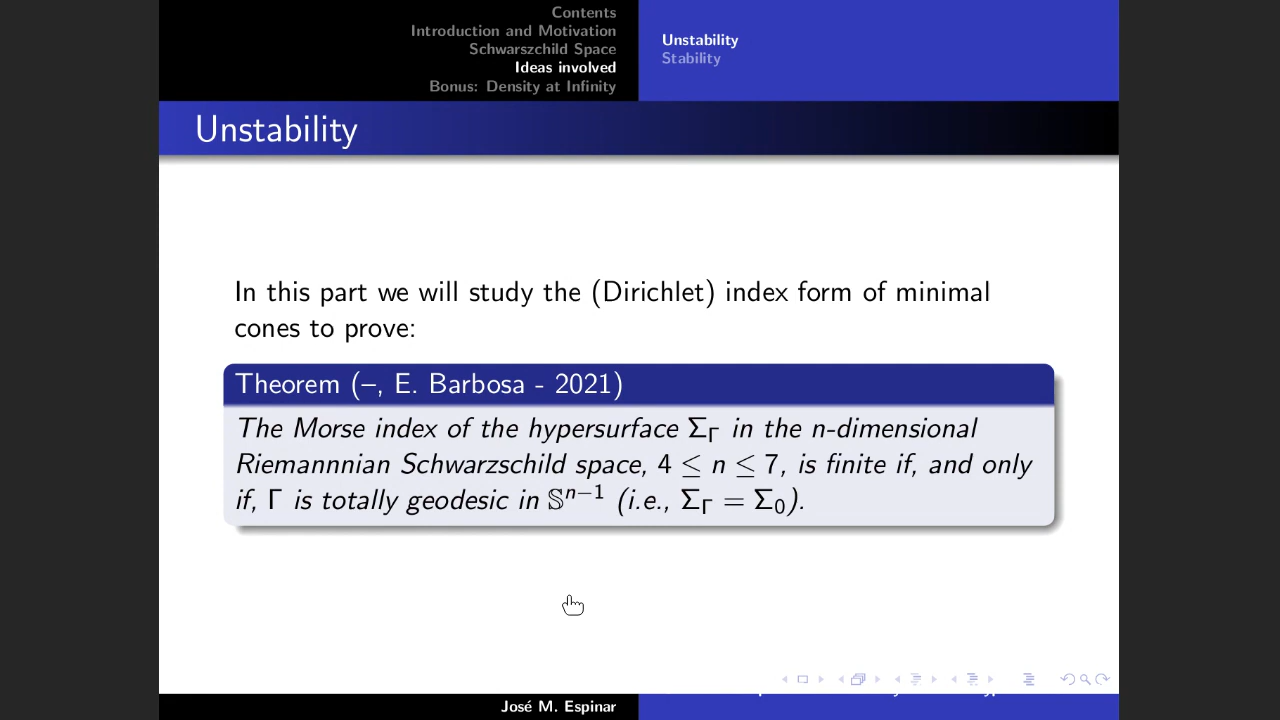 Contents
Introduction and Motivation
Schwarszchild Space
Ideas involved
Bonus: Density at Infinity
Unstability
Stability
Unstability
In this part we will study the (Dirichlet) index form of minimal
cones to prove:
Theorem (–, E. Barbosa - 2021)
The Morse index of the hypersurface Σ_Γ in the n-dimensional
Riemannnian Schwarzschild space, 4 ≤ n ≤ 7, is finite if, and only
if, Γ is totally geodesic in 𝕊^{n−1} (i.e., Σ_Γ = Σ_0).
José M. Espinar